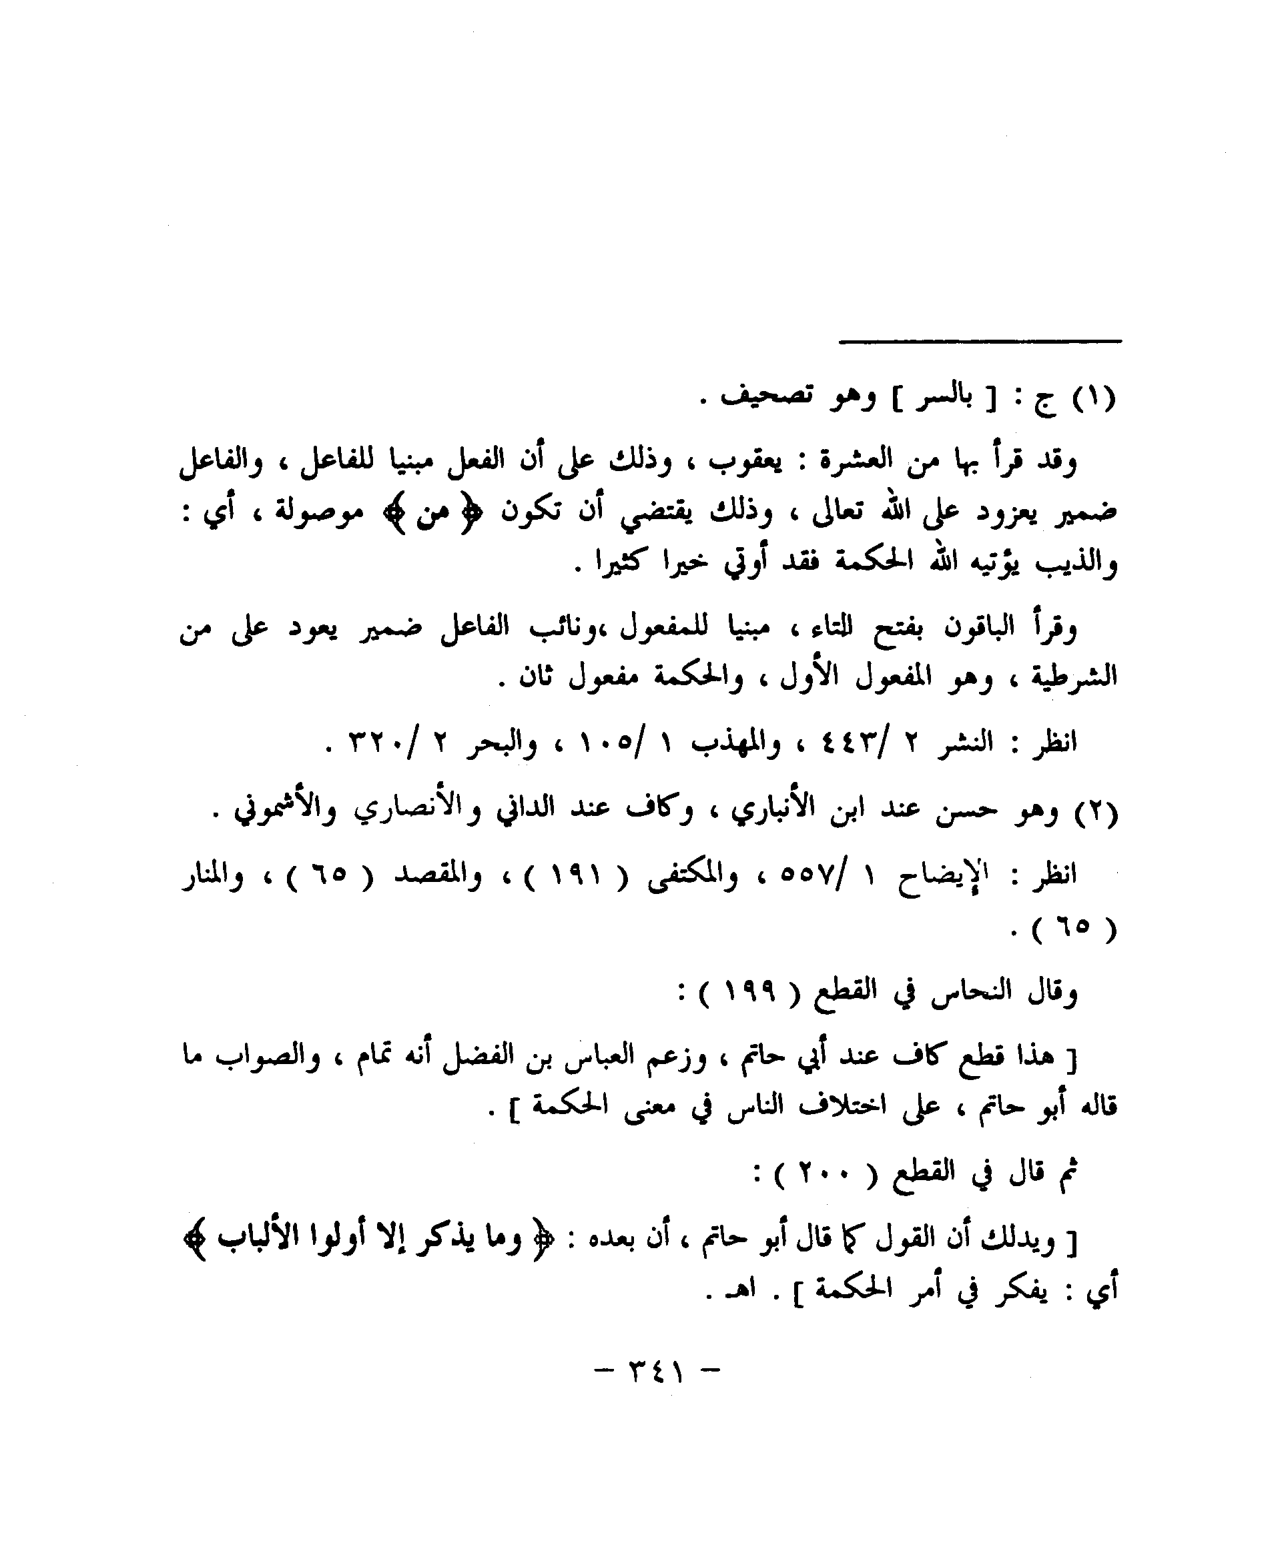 (١) ج : [ بالسر ] وهو تصحيف .
وقد قرأ بها من العشرة : يعقوب ، وذلك على أن الفعل مبنيا للفاعل ، والفاعل
ضمير يعزود على الله تعالى ، وذلك يقتضي أن تكون ﴿ من ﴾ موصولة ، أي :
والذيب يؤتيه الله الحكمة فقد أوتي خيرا كثيرا .
وقرأ الباقون بفتح التاء ، مبنيا للمفعول ،ونائب الفاعل ضمير يعود على من
الشرطية ، وهو المفعول الأول ، والحكمة مفعول ثان .
انظر : النشر ٢ /٤٤٣ ، والمهذب ١ /١٠٥ ، والبحر ٢ /٣٢٠ .
(٢) وهو حسن عند ابن الأنباري ، وكاف عند الداني والأنصاري والأشموني .
انظر : الإيضاح ١ /٥٥٧ ، والمكتفى ( ١٩١ ) ، والمقصد ( ٦٥ ) ، والمنار
( ٦٥ ) .
وقال النحاس في القطع ( ١٩٩ ) :
[ هذا قطع كاف عند أبي حاتم ، وزعم العباس بن الفضل أنه تمام ، والصواب ما
قاله أبو حاتم ، على اختلاف الناس في معنى الحكمة ] .
ثم قال في القطع ( ٢٠٠ ) :
[ ويدلك أن القول كما قال أبو حاتم ، أن بعده : ﴿ وما يذكر إلا أولوا الألباب ﴾
أي : يفكر في أمر الحكمة ] . اهـ .
– ٣٤١ –